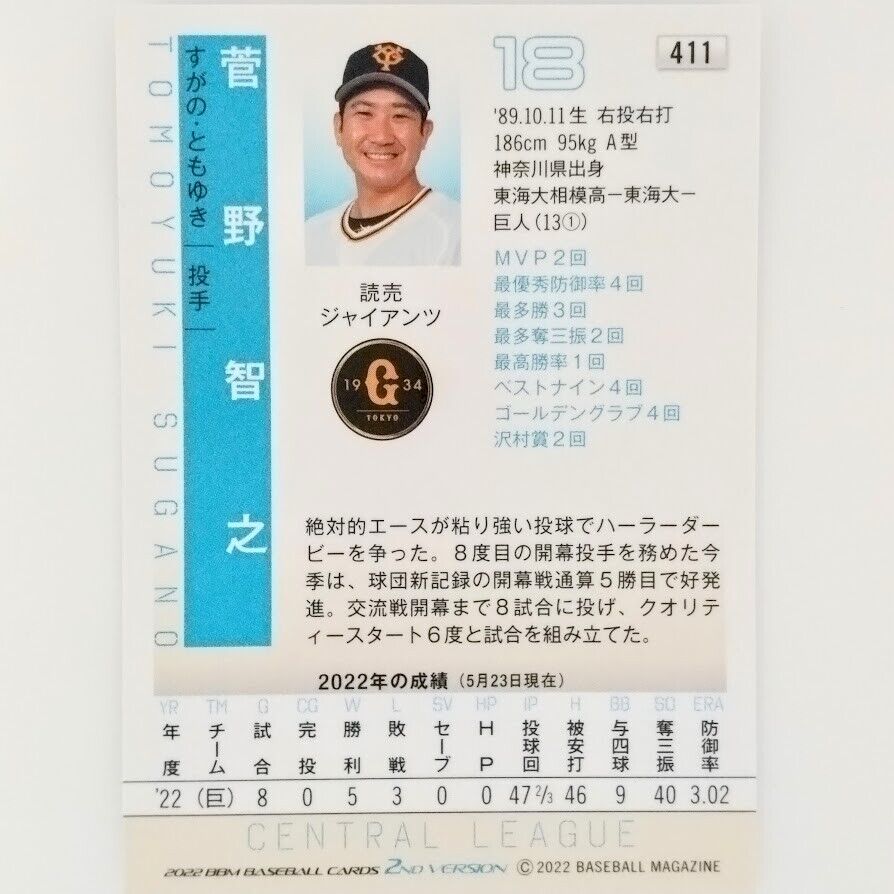 TOMOYUKI SUGANO
すがの・ともゆき｜投手｜
菅野智之
YG
18
411
'89.10.11生 右投右打
186cm 95kg A型
神奈川県出身
東海大相模高ー東海大ー
巨人(13①)
MVP2回
最優秀防御率4回
最多勝3回
最多奪三振2回
最高勝率1回
ベストナイン4回
ゴールデングラブ4回
沢村賞2回
読売
ジャイアンツ
19 G 34
TOKYO
絶対的エースが粘り強い投球でハーラーダー
ビーを争った。8度目の開幕投手を務めた今
季は、球団新記録の開幕戦通算5勝目で好発
進。交流戦開幕まで8試合に投げ、クオリテ
ィースタート6度と試合を組み立てた。
2022年の成績（5月23日現在）
YR TM G CG W L SV HP IP H BB SO ERA
年度 チーム 試合 完投 勝利 敗戦 セーブ HP 投球回 被安打 与四球 奪三振 防御率
'22 (巨) 8 0 5 3 0 0 47 2/3 46 9 40 3.02
CENTRAL LEAGUE
2022 BBM BASEBALL CARDS 2ND VERSION ©2022 BASEBALL MAGAZINE